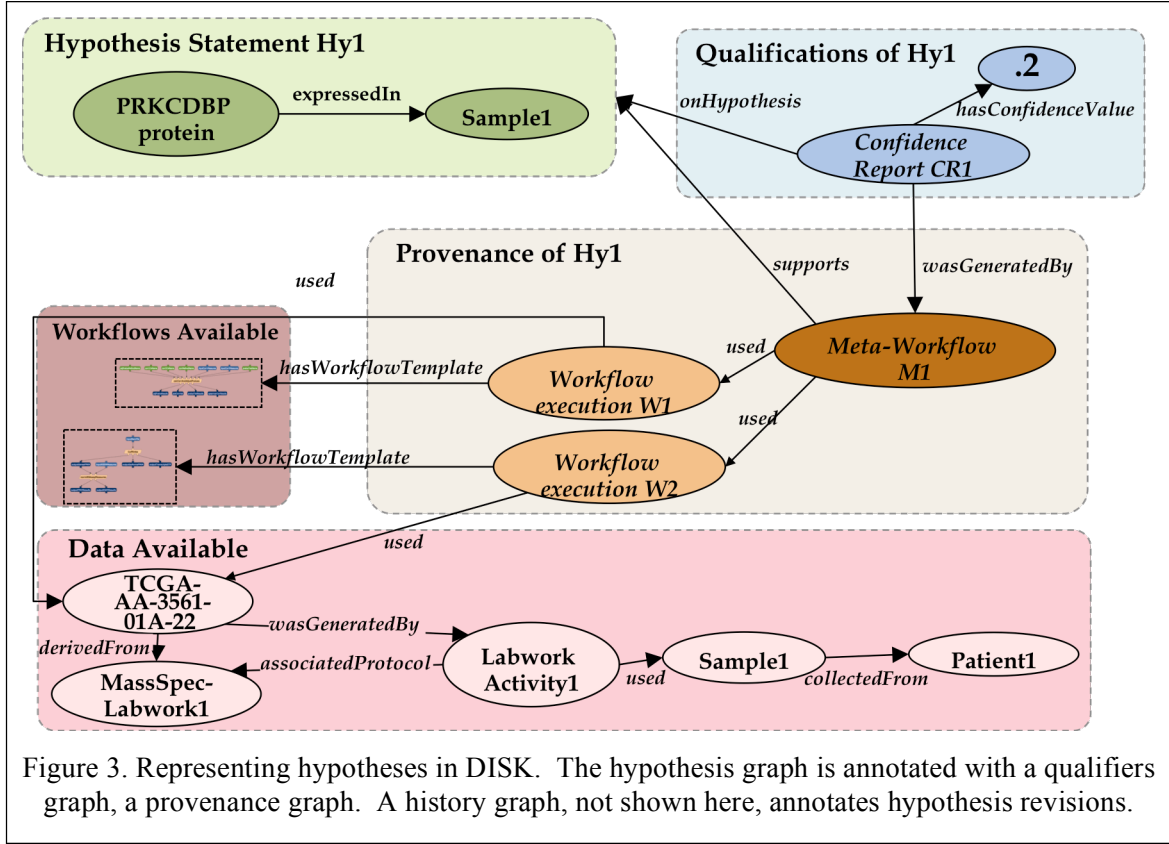 Hypothesis Statement Hy1
PRKCDBP
protein
expressedIn
Sample1
Qualifications of Hy1
.2
onHypothesis
hasConfidenceValue
Confidence
Report CR1
Provenance of Hy1
used
supports
wasGeneratedBy
Workflows Available
hasWorkflowTemplate
Workflow
execution W1
used
Meta-Workflow
M1
used
hasWorkflowTemplate
Workflow
execution W2
used
Data Available
TCGA-
AA-3561-
01A-22
wasGeneratedBy
derivedFrom
associatedProtocol
MassSpec-
Labwork1
Labwork
Activity1
used
Sample1
collectedFrom
Patient1
Figure 3. Representing hypotheses in DISK. The hypothesis graph is annotated with a qualifiers
graph, a provenance graph. A history graph, not shown here, annotates hypothesis revisions.